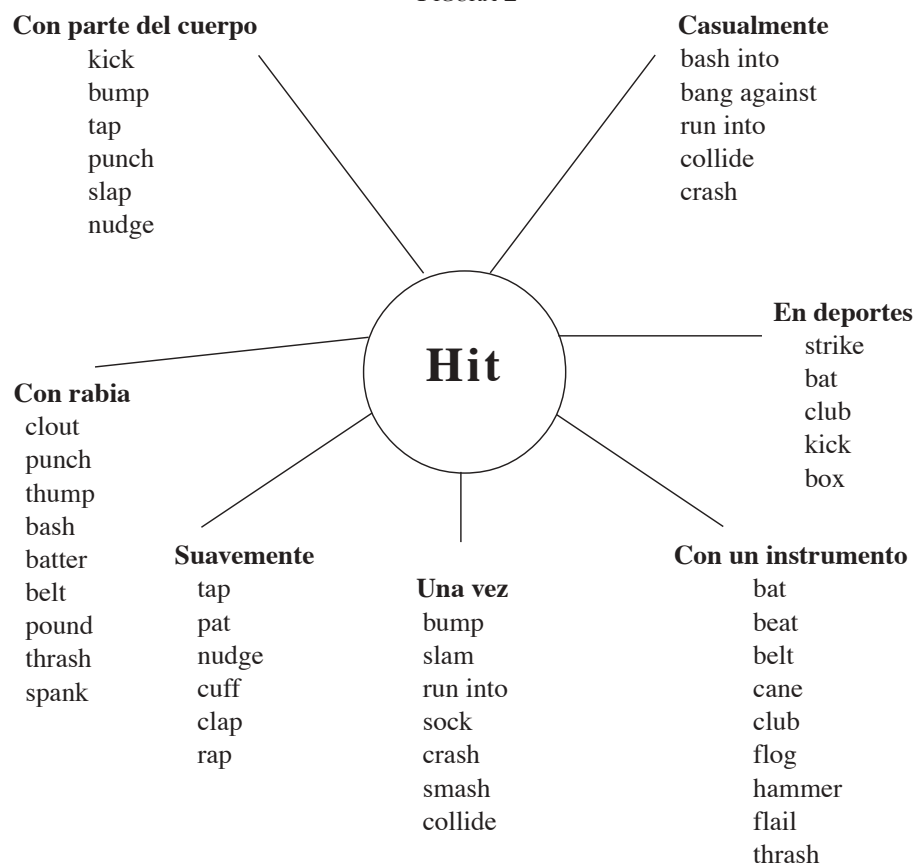 Con parte del cuerpo
kick
bump
tap
punch
slap
nudge
Casualmente
bash into
bang against
run into
collide
crash
Hit
En deportes
strike
bat
club
kick
box
Con rabia
clout
punch
thump
bash
batter
belt
pound
thrash
spank
Suavemente
tap
pat
nudge
cuff
clap
rap
Una vez
bump
slam
run into
sock
crash
smash
collide
Con un instrumento
bat
beat
belt
cane
club
flog
hammer
flail
thrash